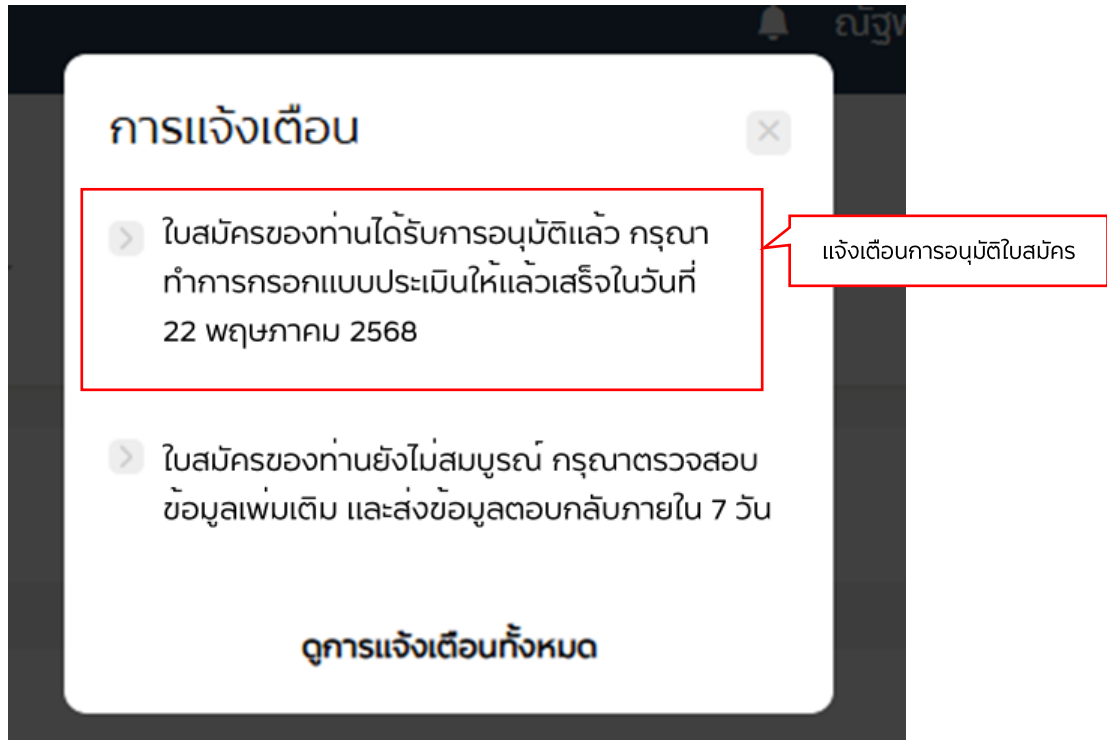 การแจ้งเตือน
ใบสมัครของท่านได้รับการอนุมัติแล้ว กรุณา
ทำการกรอกแบบประเมินให้แล้วเสร็จในวันที่
22 พฤษภาคม 2568
แจ้งเตือนการอนุมัติใบสมัคร
ใบสมัครของท่านยังไม่สมบูรณ์ กรุณาตรวจสอบ
ข้อมูลเพ่มเติม และส่งข้อมูลตอบกลับภายใน 7 วัน
ดูการแจ้งเตือนทั้งหมด